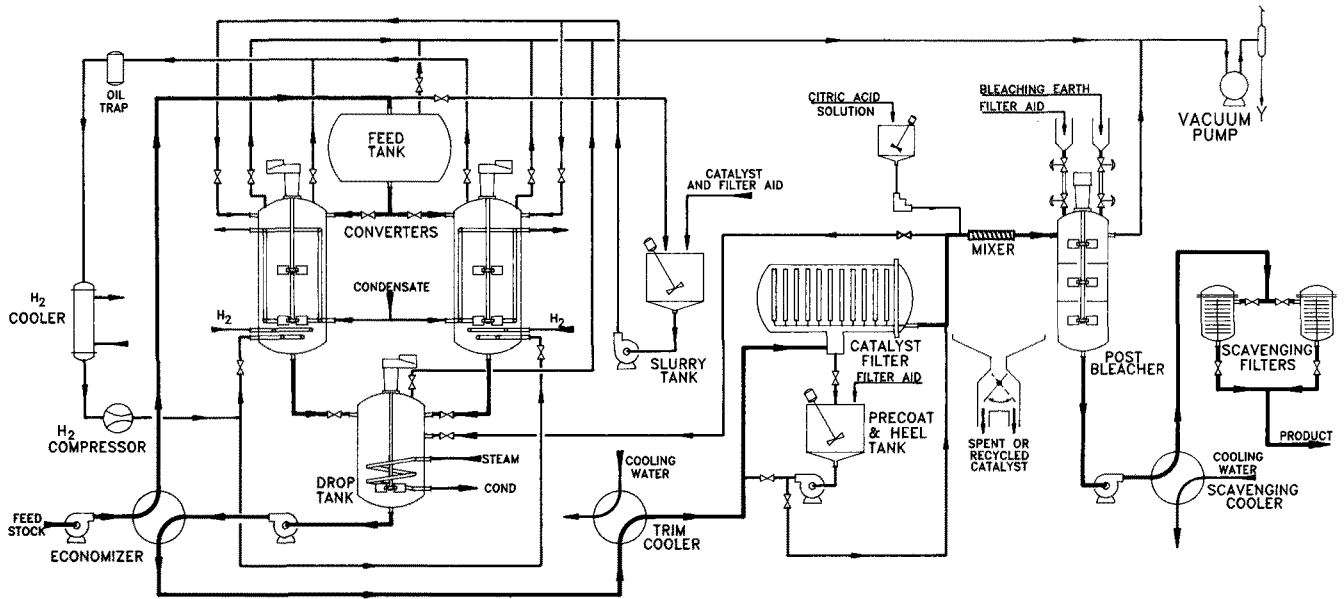 OIL
TRAP
FEED
TANK
CITRIC ACID
SOLUTION
BLEACHING EARTH
FILTER AID
VACUUM
PUMP
CATALYST
AND FILTER AID
CONVERTERS
MIXER
H2
COOLER
CONDENSATE
H2
H2
SLURRY
TANK
CATALYST
FILTER
POST
BLEACHER
SCAVENGING
FILTERS
FILTER AID
H2
COMPRESSOR
PRECOAT
& HEEL
TANK
SPENT OR
RECYCLED
CATALYST
PRODUCT
STEAM
COND
DROP
TANK
COOLING
WATER
COOLING
WATER
SCAVENGING
COOLER
FEED
STOCK
ECONOMIZER
TRIM
COOLER